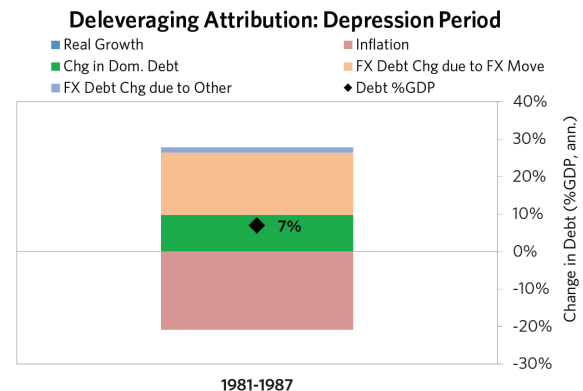 Deleveraging Attribution: Depression Period
Real Growth
Inflation
Chg in Dom. Debt
FX Debt Chg due to FX Move
FX Debt Chg due to Other
Debt %GDP
40%
30%
20%
10%
0%
-10%
-20%
-30%
Change in Debt (%GDP, ann.)
7%
1981-1987